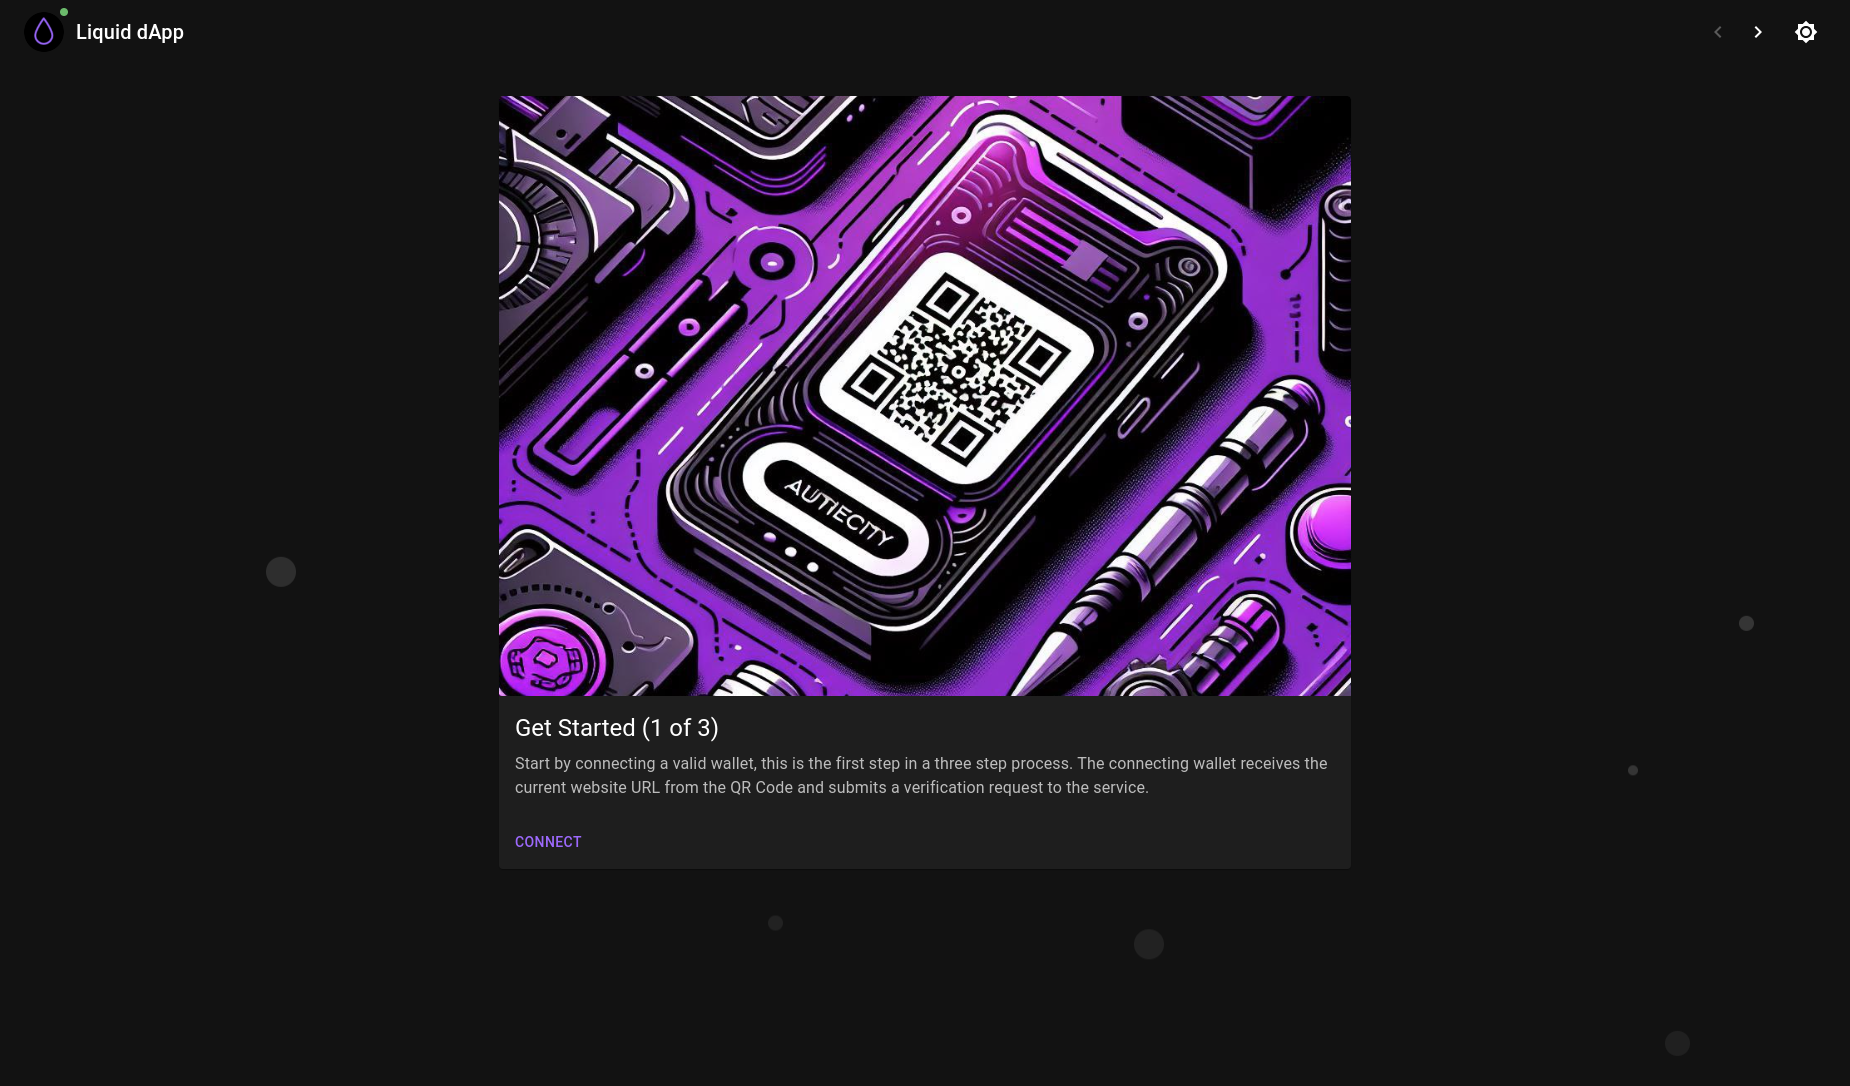 Liquid dApp
AUTIECITY
Get Started (1 of 3)
Start by connecting a valid wallet, this is the first step in a three step process. The connecting wallet receives the
current website URL from the QR Code and submits a verification request to the service.
CONNECT